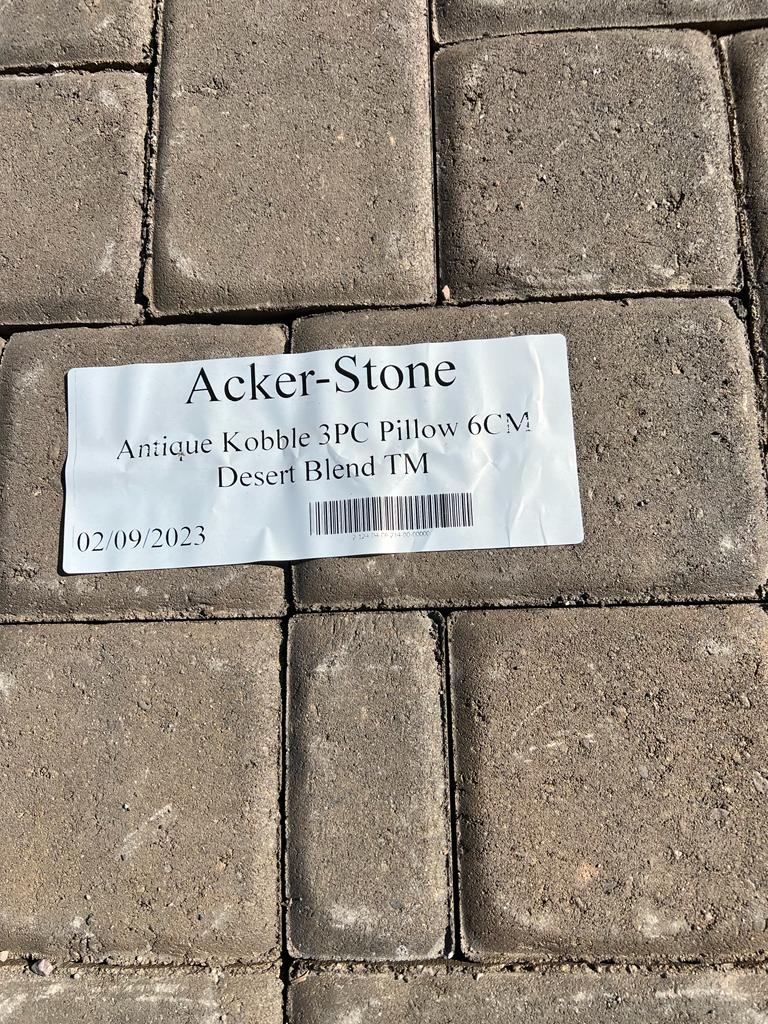 Acker-Stone
Antique Kobble 3PC Pillow 6CM
Desert Blend TM
02/09/2023